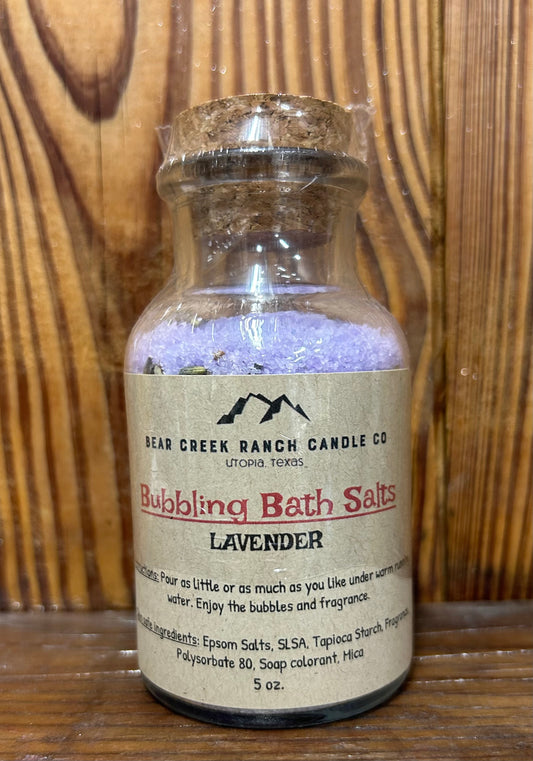 BEAR CREEK RANCH CANDLE CO
UTOPIA, TEXAS
Bubbling Bath Salts
LAVENDER
Pour as little or as much as you like under warm
water. Enjoy the bubbles and fragrance.
ingredients: Epsom Salts, SLSA, Tapioca Starch, Fragrance,
Polysorbate 80, Soap colorant, Mica
5 oz.